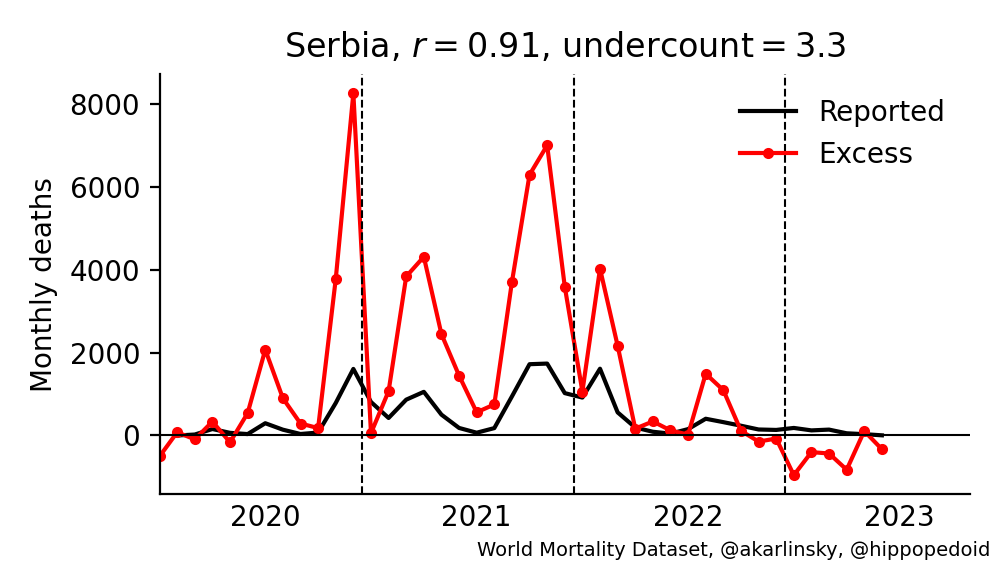 Serbia, r = 0.91, undercount = 3.3
Monthly deaths
8000
6000
4000
2000
0
Reported
Excess
2020 2021 2022 2023
World Mortality Dataset, @akarlinsky, @hippopedoid